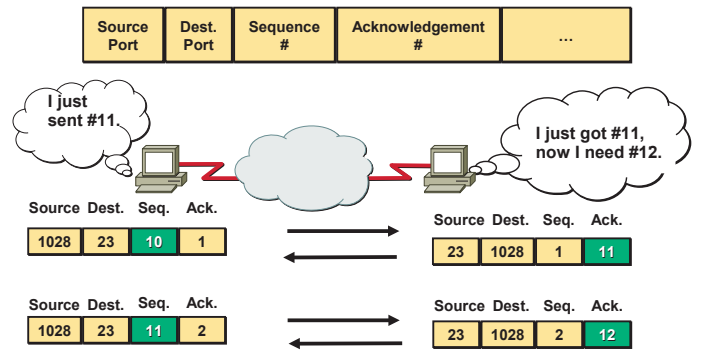 Source Port Dest. Port Sequence # Acknowledgement # …
I just
sent #11.
I just got #11,
now I need #12.
Source Dest. Seq. Ack.
1028 23 10 1
Source Dest. Seq. Ack.
23 1028 1 11
Source Dest. Seq. Ack.
1028 23 11 2
Source Dest. Seq. Ack.
23 1028 2 12